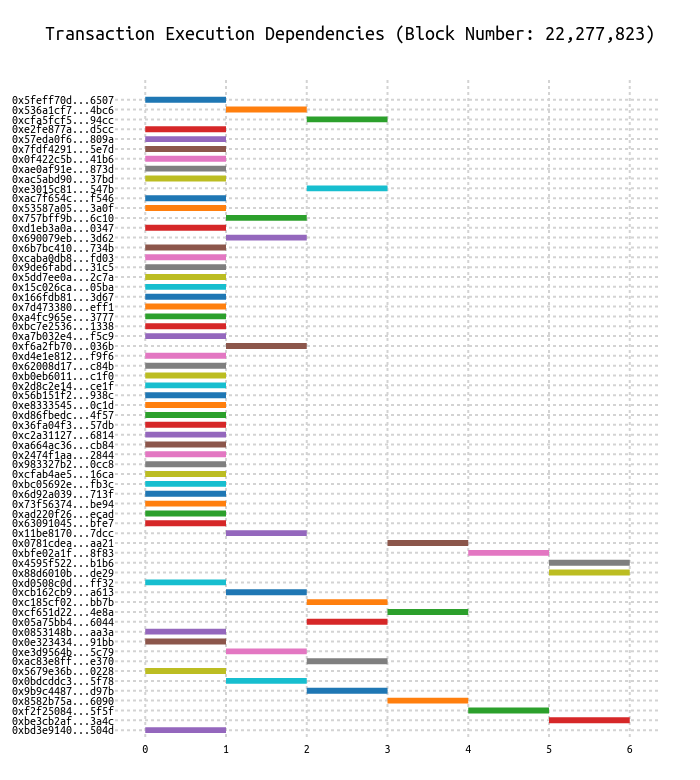 Transaction Execution Dependencies (Block Number: 22,277,823)
0x5feff70d...6507
0x536a1cf7...4bc6
0xcfa5fcf5...94cc
0xe2fe877a...d5cc
0x57eda0f6...809a
0x7fdf4291...5e7d
0x0f422c5b...41b6
0xae0af91e...873d
0xac5abd90...37bd
0xe3015c81...547b
0xac7f654c...f546
0x53587a05...3a0f
0x757bff9b...6c10
0xd1eb3a0a...0347
0x690079eb...3d62
0x6b7bc410...734b
0xcaba0db8...fd03
0x9de6fabd...31c5
0x5dd7ee0a...2c7a
0x15c026ca...05ba
0x166fdb81...3d67
0x7d473380...eff1
0xa4fc965e...3777
0xbc7e2536...1338
0xa7b032e4...f5c9
0xf6a2fb70...036b
0xd4e1e812...f9f6
0x62008d17...c84b
0xb0eb6011...c1f0
0x2d8c2e14...ce1f
0x56b151f2...938c
0xe8333545...0c1d
0xd86fbedc...4f57
0x36fa04f3...57db
0xc2a31127...6814
0xa664ac36...cb84
0x2474f1aa...2844
0x983327b2...0cc8
0xcfab4ae5...16ca
0xbc05692e...fb3c
0x6d92a039...713f
0x73f56374...be94
0xad220f26...ecad
0x63091045...bfe7
0x11be8170...7dcc
0x0781cdea...aa21
0xbfe02a1f...8f83
0x4595f522...b1b6
0x88d6010b...de29
0xd0508c0d...ff32
0xcb162cb9...a613
0xc185cf02...bb7b
0xcf651d22...4e8a
0x05a75bb4...6044
0x0853148b...aa3a
0x0e323434...91bb
0xe3d9564b...5c79
0xac83e8ff...e370
0x5679e36b...0228
0x0bdcddc3...5f78
0x9b9c4487...d97b
0x8582b75a...6090
0xf2f25084...5f5f
0xbe3cb2af...3a4c
0xbd3e9140...504d
0 1 2 3 4 5 6